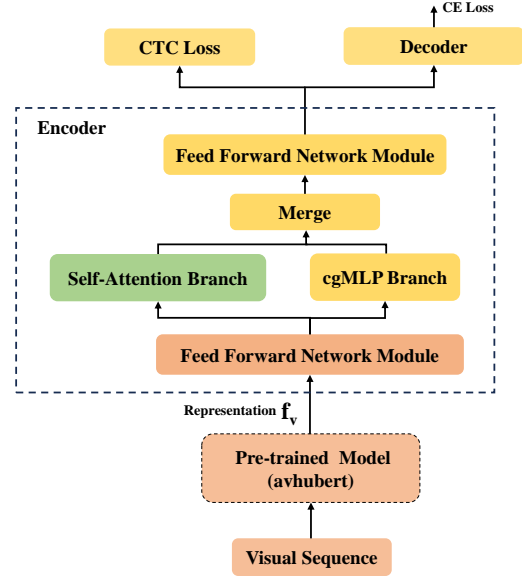 CE Loss
CTC Loss
Decoder
Encoder
Feed Forward Network Module
Merge
Self-Attention Branch
cgMLP Branch
Feed Forward Network Module
Representation f_v
Pre-trained Model
(avhubert)
Visual Sequence